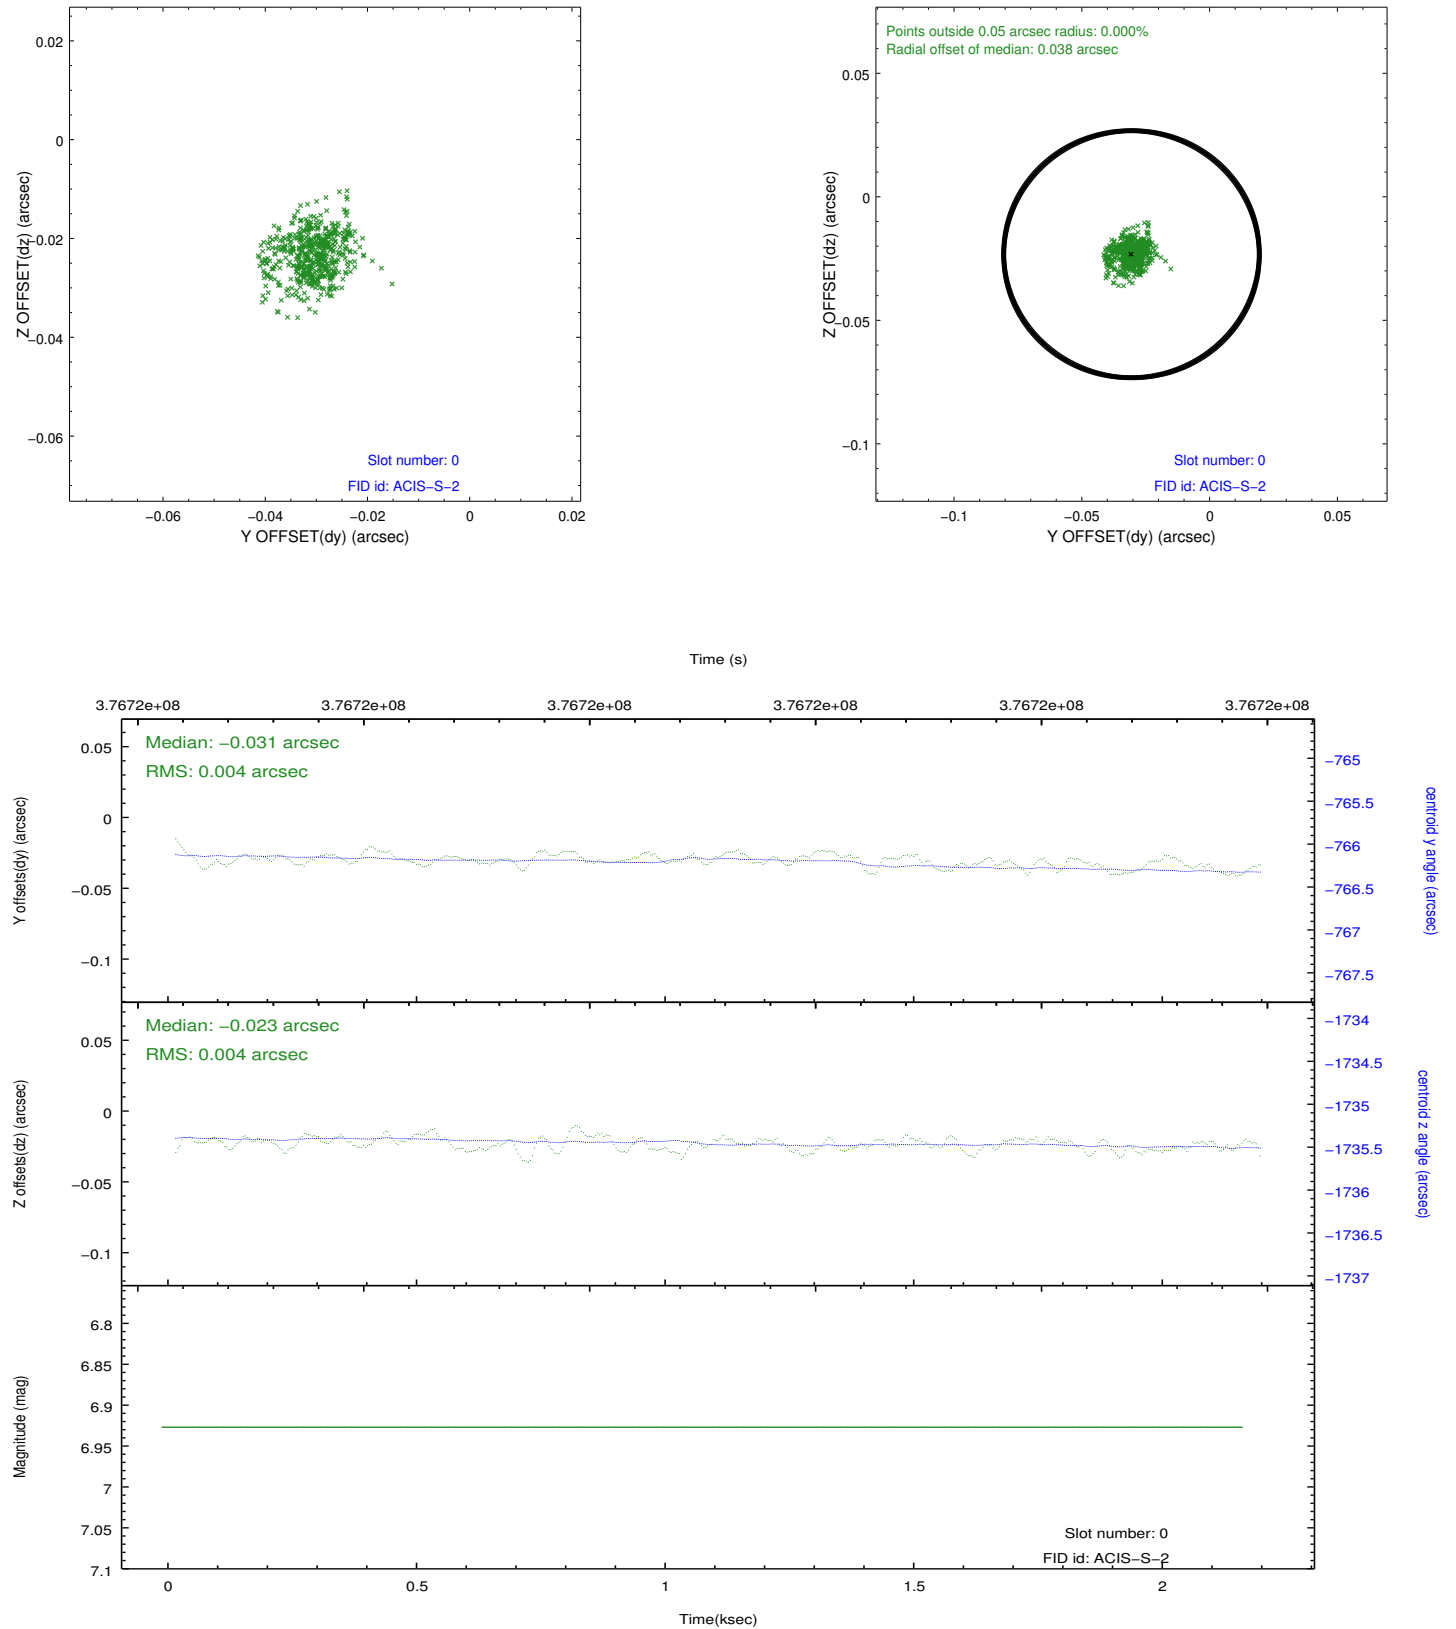 0.02
0
−0.02
−0.04
−0.06
Z OFFSET(dz) (arcsec)
Slot number: 0
FID id: ACIS−S−2
−0.06
−0.04
−0.02
0
0.02
Y OFFSET(dy) (arcsec)
Points outside 0.05 arcsec radius: 0.000%
Radial offset of median: 0.038 arcsec
0.05
0
−0.05
−0.1
Z OFFSET(dz) (arcsec)
Slot number: 0
FID id: ACIS−S−2
−0.1
−0.05
0
0.05
Y OFFSET(dy) (arcsec)
Time (s)
3.7672e+08
3.7672e+08
3.7672e+08
3.7672e+08
3.7672e+08
3.7672e+08
Median: −0.031 arcsec
RMS: 0.004 arcsec
0.05
0
−0.05
−0.1
Y offsets(dy) (arcsec)
−765
−765.5
−766
−766.5
−767
−767.5
centroid y angle (arcsec)
Median: −0.023 arcsec
RMS: 0.004 arcsec
0.05
0
−0.05
−0.1
Z offsets(dz) (arcsec)
−1734
−1734.5
−1735
−1735.5
−1736
−1736.5
−1737
centroid z angle (arcsec)
6.8
6.85
6.9
6.95
7
7.05
7.1
Magnitude (mag)
Slot number: 0
FID id: ACIS−S−2
0
0.5
1
1.5
2
Time(ksec)